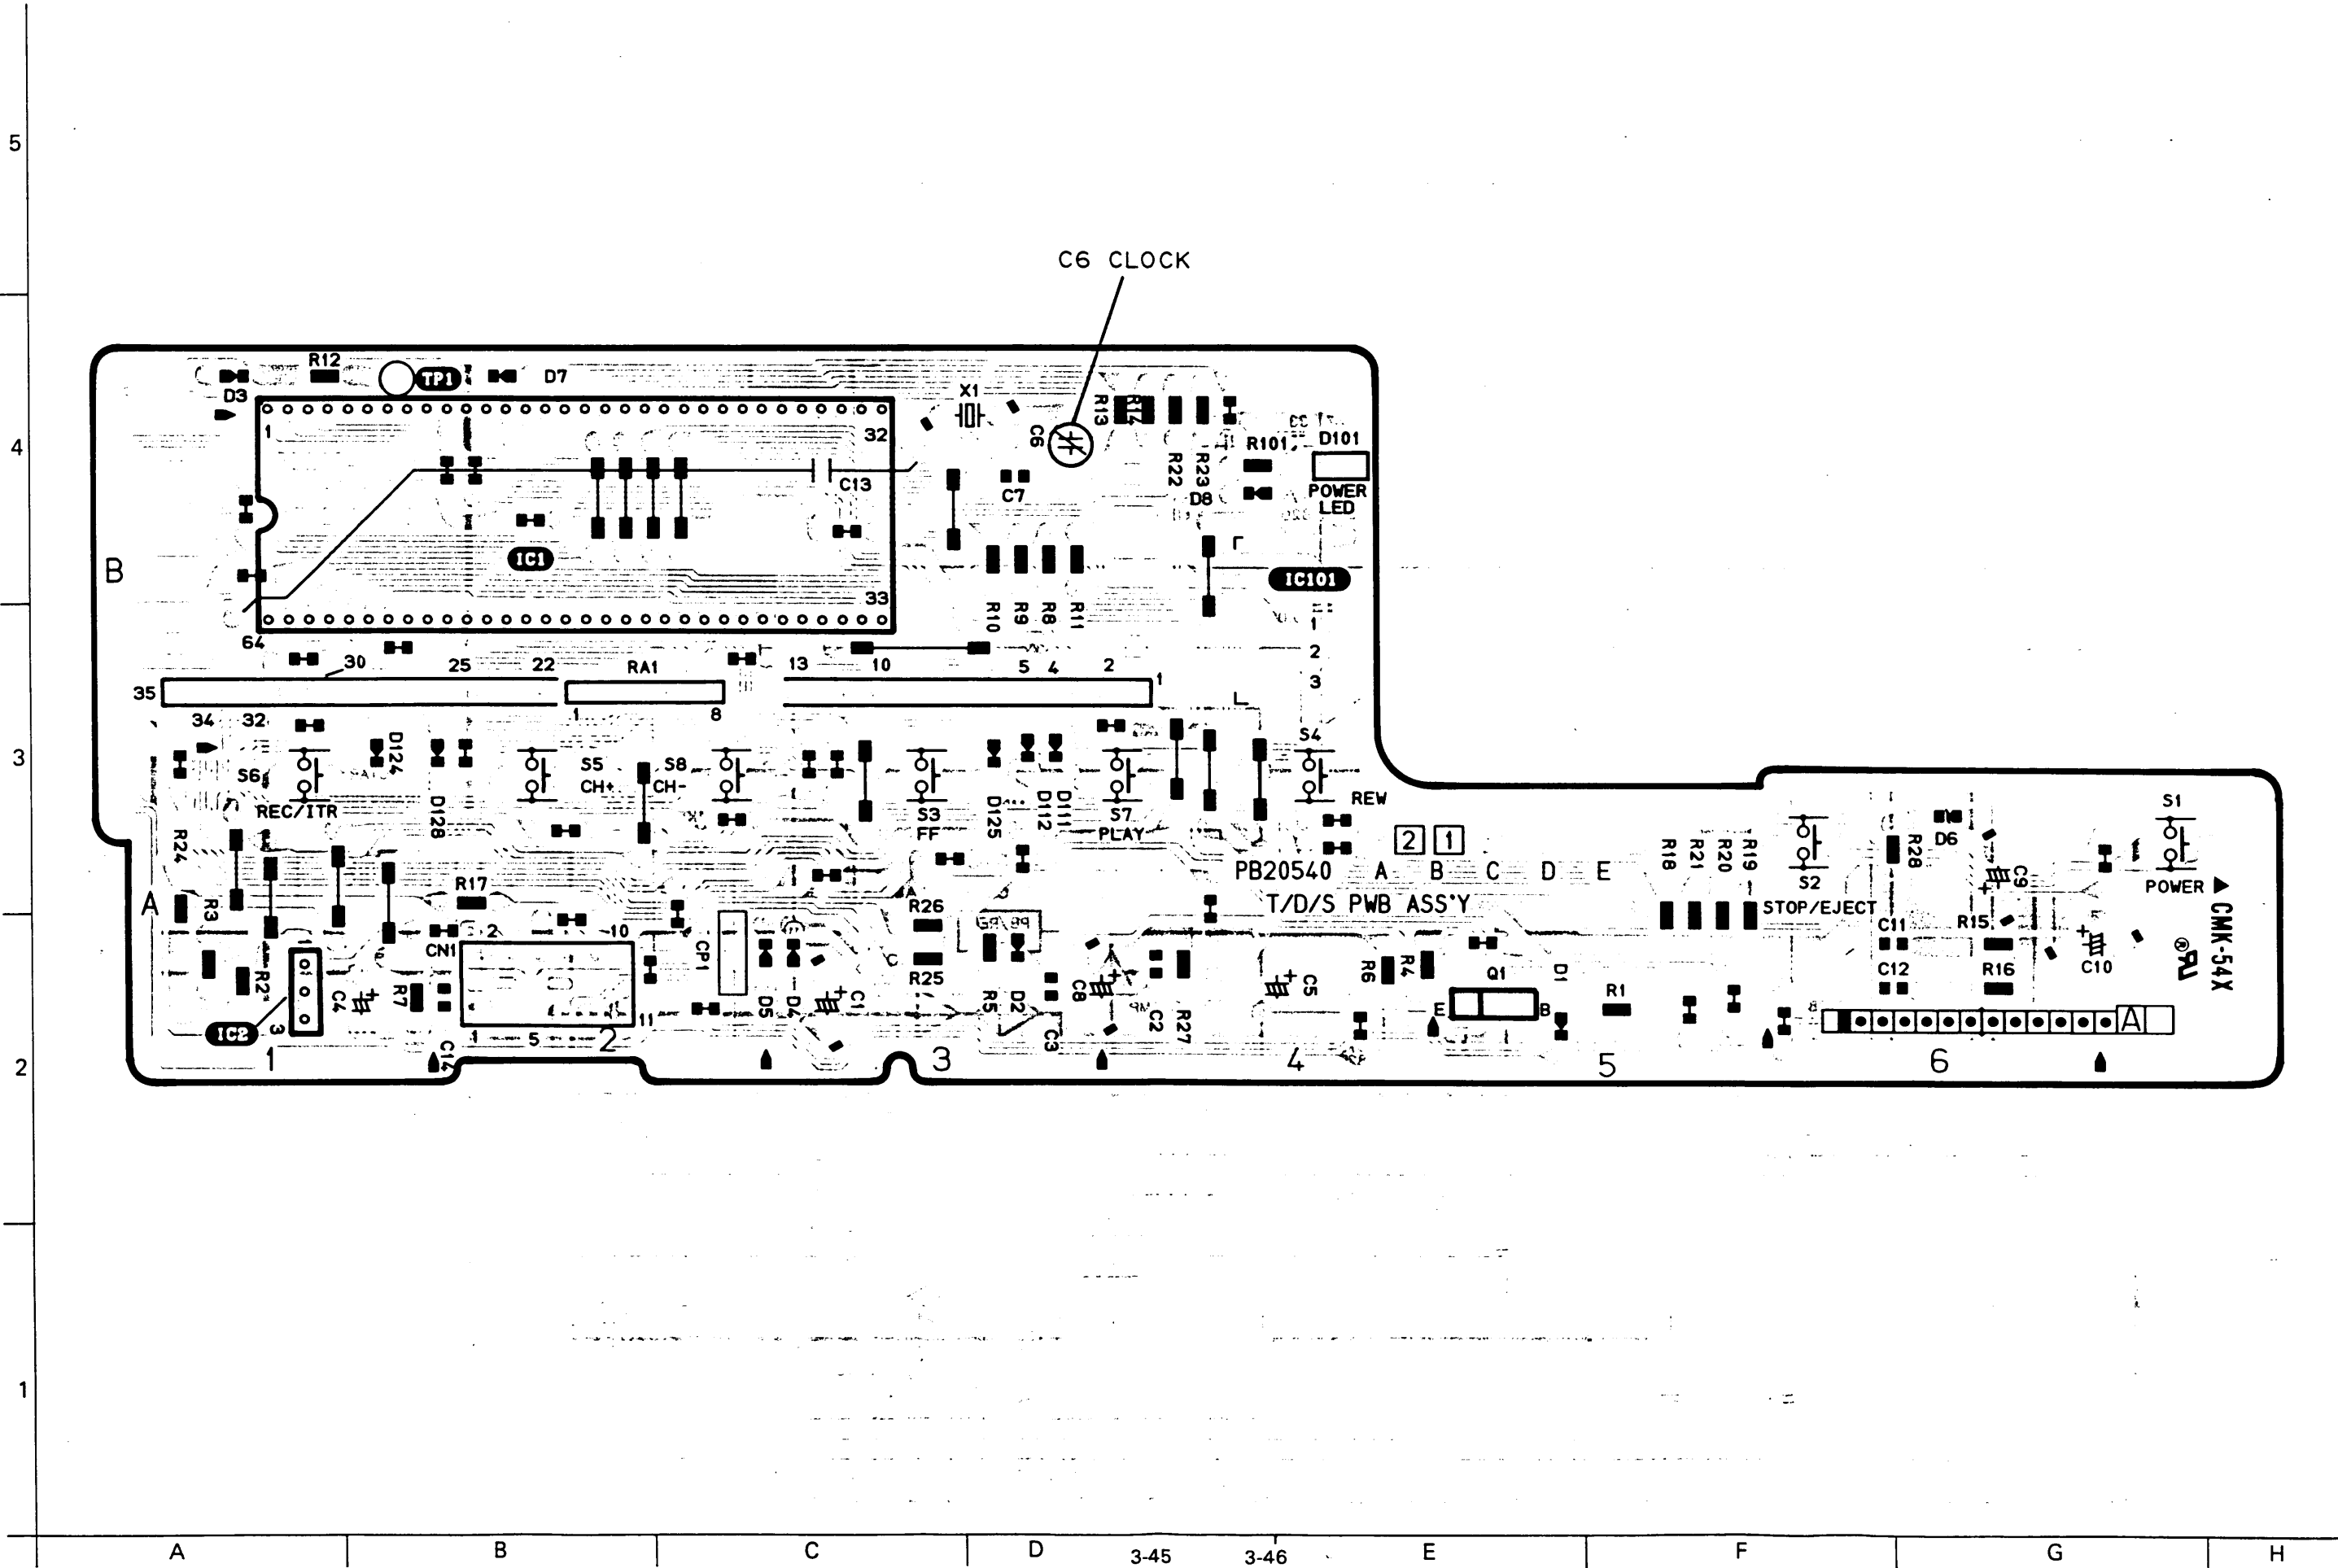 5
C6 CLOCK
R12
TP1
D7
D3
X1
R13
R14
C6
1
32
4
R101
D101
R22
R23
C13
C7
D8
POWER
LED
B
IC1
IC101
33
R10
R9
R8
R11
1
64
30
25
22
RA1
13
10
5
4
2
2
35
1
3
34
32
1
8
3
D124
S6
S5
S8
S4
CH+
CH-
REW
REC/ITR
D128
S3
FF
D125
D112
D111
S7
PLAY
S1
D6
R24
2 1
R18
R21
R20
R19
R28
PB20540 A B C D E
S2
C9
POWER
A
R3
R17
R26
T/D/S PWB ASS'Y
STOP/EJECT
CMK-54X
CN1
2
10
CP1
C11
R15
C
R25
C10
R2
C4
R7
D5
D4
C1
R5
D2
C8
C2
R27
C5
R6
R4
Q1
D1
C12
R16
R1
E
B
8
A
IC2
3
1
5
11
C14
C3
1
2
3
4
5
6
2
1
A
B
C
D
3-45
3-46
E
F
G
H